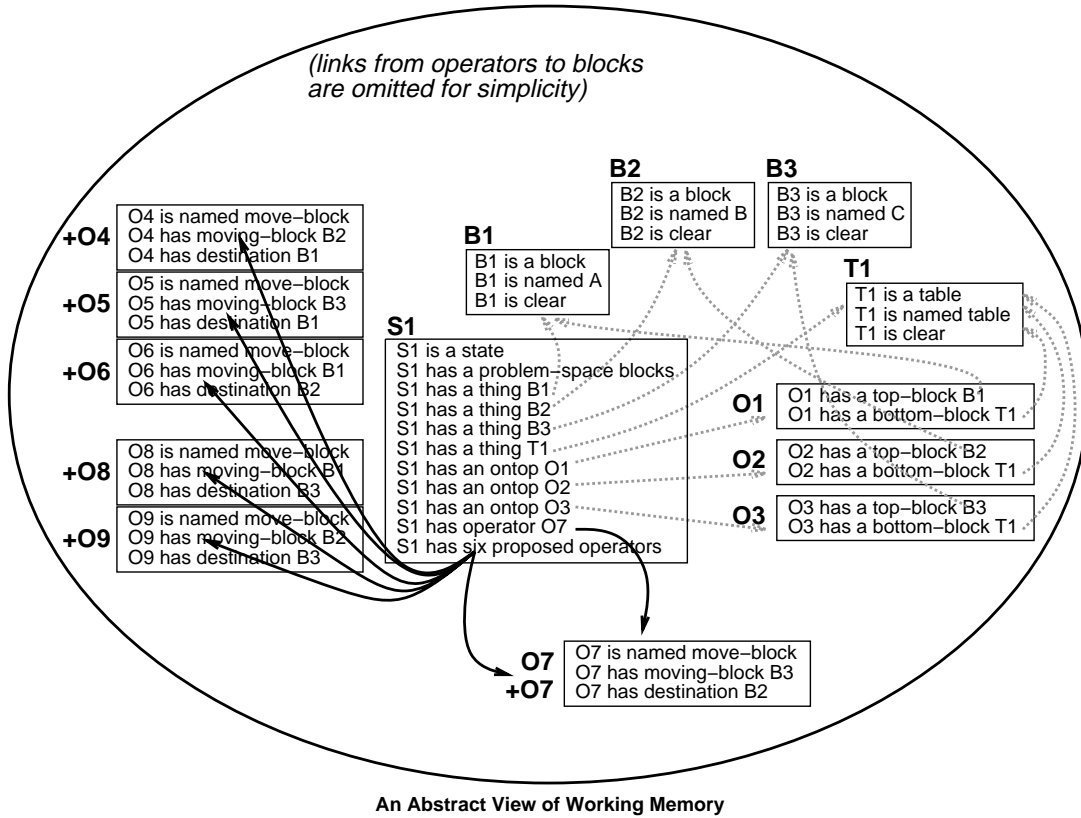 (links from operators to blocks
are omitted for simplicity)
B2
B2 is a block
B2 is named B
B2 is clear
B3
B3 is a block
B3 is named C
B3 is clear
+O4
O4 is named move−block
O4 has moving−block B2
O4 has destination B1
B1
B1 is a block
B1 is named A
B1 is clear
T1
T1 is a table
T1 is named table
T1 is clear
+O5
O5 is named move−block
O5 has moving−block B3
O5 has destination B1
+O6
O6 is named move−block
O6 has moving−block B1
O6 has destination B2
S1
S1 is a state
S1 has a problem−space blocks
S1 has a thing B1
S1 has a thing B2
S1 has a thing B3
S1 has a thing T1
S1 has an ontop O1
S1 has an ontop O2
S1 has an ontop O3
S1 has operator O7
S1 has six proposed operators
O1
O1 has a top−block B1
O1 has a bottom−block T1
O2
O2 has a top−block B2
O2 has a bottom−block T1
O3
O3 has a top−block B3
O3 has a bottom−block T1
+O8
O8 is named move−block
O8 has moving−block B1
O8 has destination B3
+O9
O9 is named move−block
O9 has moving−block B2
O9 has destination B3
O7
+O7
O7 is named move−block
O7 has moving−block B3
O7 has destination B2
An Abstract View of Working Memory